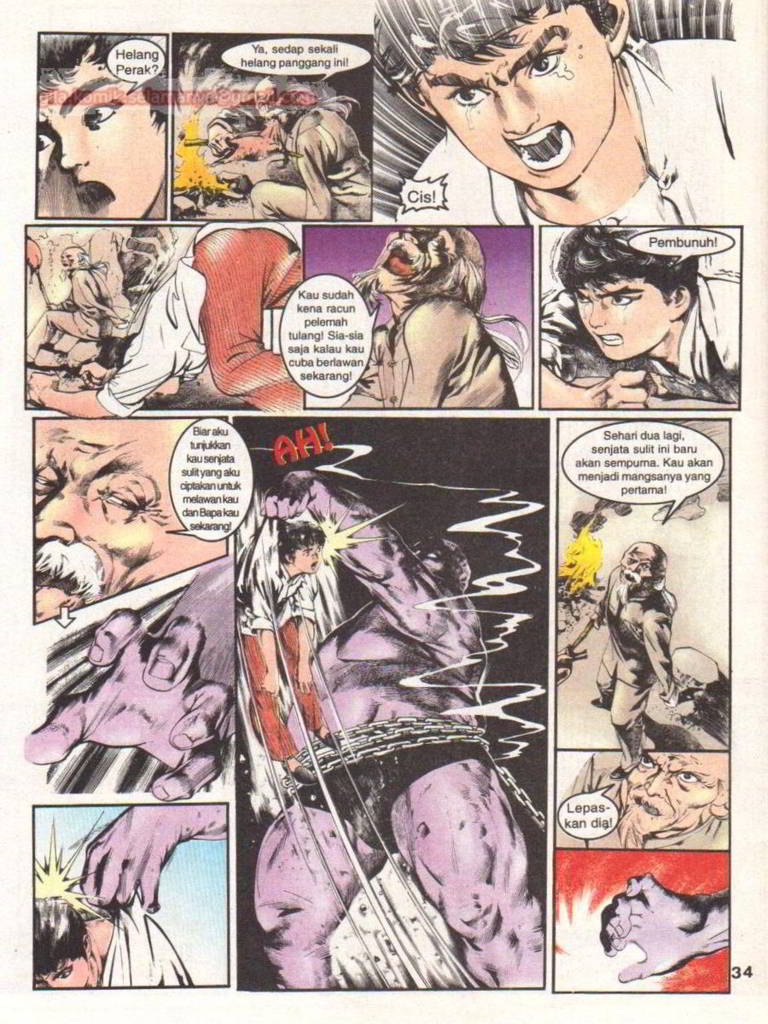 Helang
Perak?
Ya, sedap sekali
helang panggang ini!
Cis!
Kau sudah
kena racun
pelemah
tulang! Sia-sia
saja kalau kau
cuba berlawan
sekarang!
Pembunuh!
Biar aku
tunjukkan
kau senjata
sulit yang aku
ciptakan untuk
melawan kau
dan Bapa kau
sekarang!
AH!
Sehari dua lagi,
senjata sulit ini baru
akan sempurna. Kau akan
menjadi mangsanya yang
pertama!
Lepas-
kan dia!
34